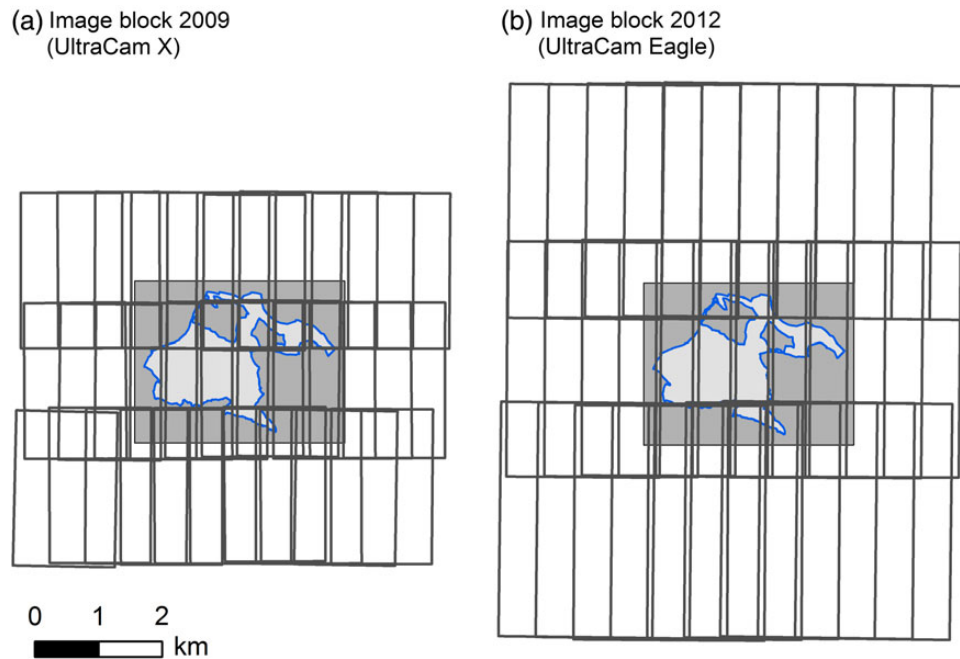 (a) Image block 2009
(UltraCam X)
(b) Image block 2012
(UltraCam Eagle)
0 1 2
km